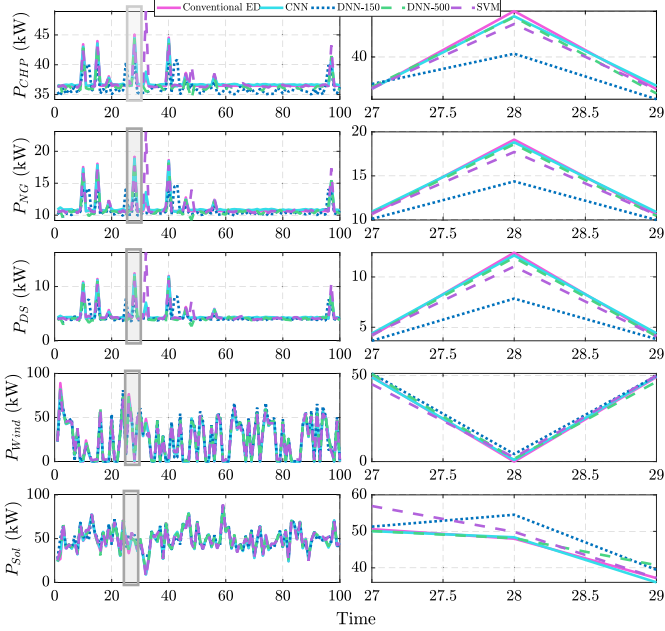 Conventional ED CNN DNN-150 DNN-500 SVM
P_CHP (kW)
45
40
35
0 20 40 60 80 100
40
27 27.5 28 28.5 29
P_NG (kW)
20
15
10
0 20 40 60 80 100
20
15
10
27 27.5 28 28.5 29
P_DS (kW)
10
5
0
0 20 40 60 80 100
10
5
27 27.5 28 28.5 29
P_Wind (kW)
100
50
0
0 20 40 60 80 100
50
0
27 27.5 28 28.5 29
P_Sol (kW)
100
50
0
0 20 40 60 80 100
60
50
40
27 27.5 28 28.5 29
Time